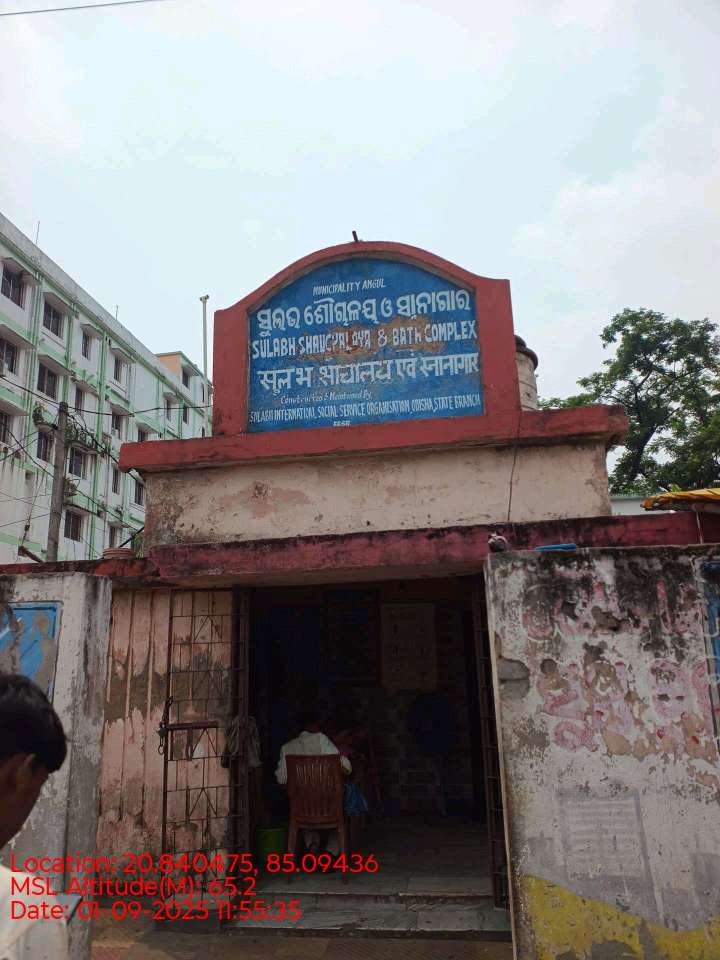 MUNICIPALITY ANGUL
ସୁଲଭ ଶୌଚାଳୟ ଓ ସ୍ନାନାଗାର
SULABH SHAUCHALAYA & BATH COMPLEX
सुलभ शौचालय एवं स्नानागार
Constructed & Maintained By
SULABH INTERNATIONAL SOCIAL SERVICE ORGANISATION ODISHA STATE BRANCH
Location: 20.840475, 85.09436
MSL Altitude(M): 65.2
Date: 01-09-2025 11:55:35